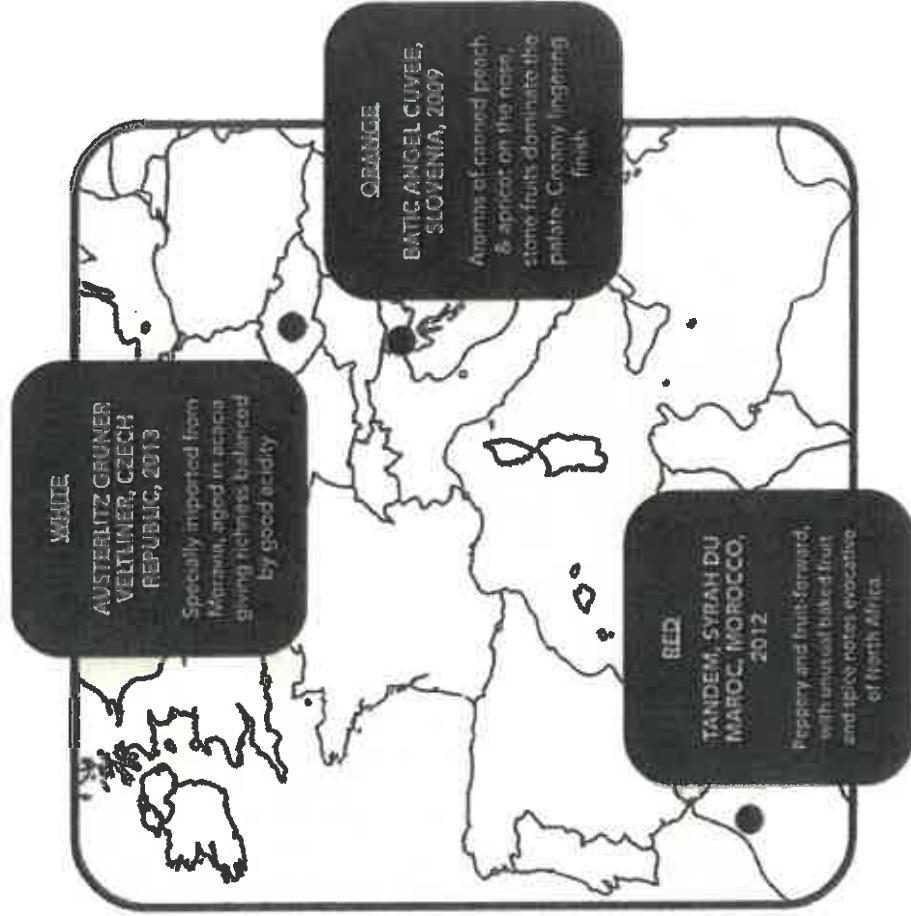 WHITE
AUSTERLITZ GRUNER
VELTLINER, CZECH
REPUBLIC, 2013
Specially imported from
Moravia, aged in acacia
giving richness balanced
by good acidity
ORANGE
BATIC ANGEL CUVEE,
SLOVENIA, 2009
Aromas of canned peach
& apricot on the nose,
stone fruits dominate the
palate. Creamy lingering
finish
RED
TANDEM, SYRAH DU
MAROC, MOROCCO,
2012
Peppery and fruit-forward,
with unusual baked fruit
and spice notes evocative
of North Africa.